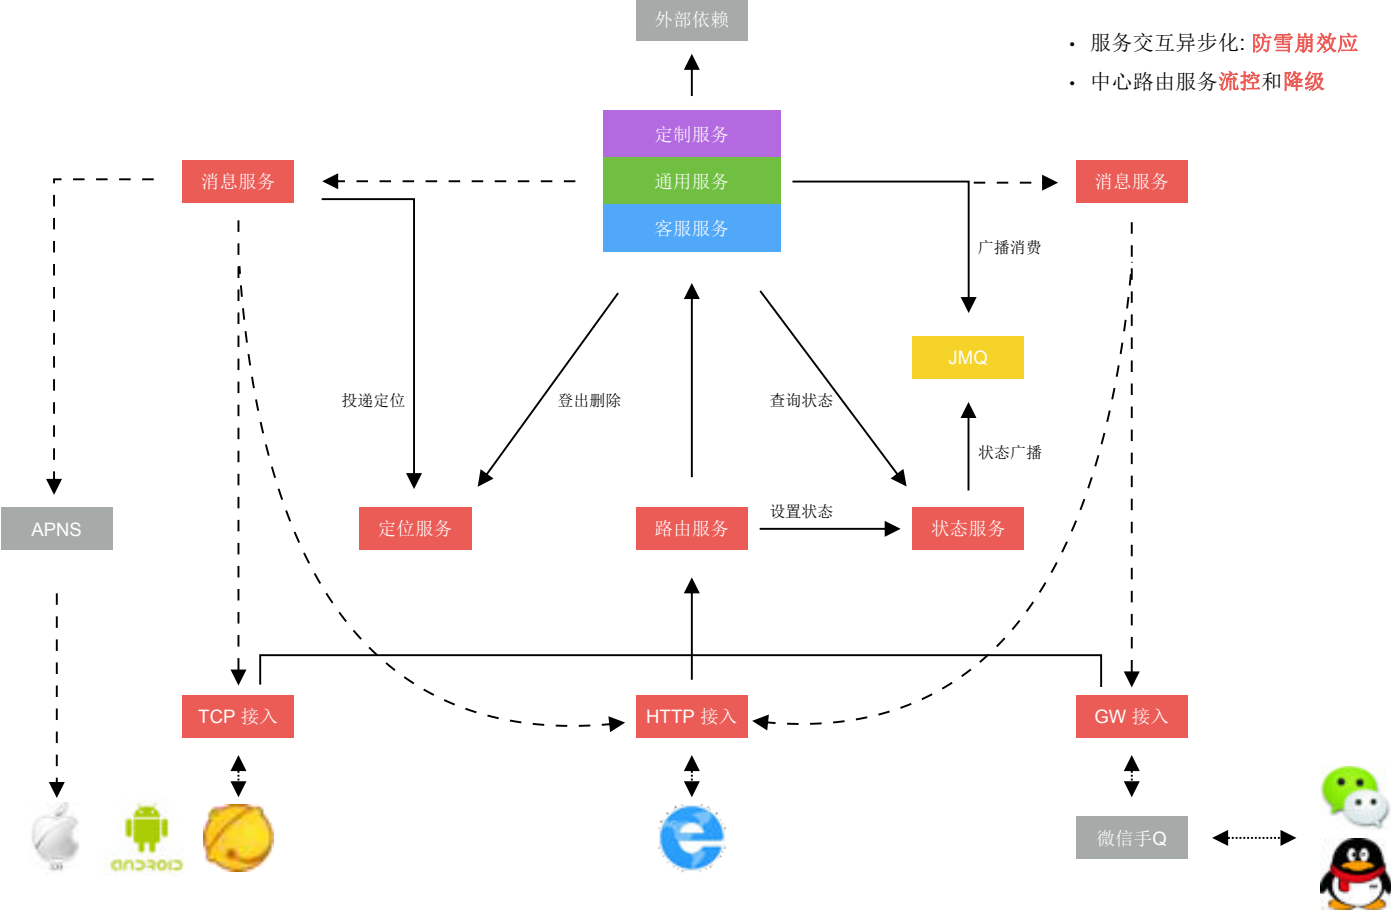 外部依赖
• 服务交互异步化: 防雪崩效应
• 中心路由服务流控和降级
定制服务
消息服务
通用服务
消息服务
客服服务
广播消费
JMQ
投递定位
登出删除
查询状态
状态广播
设置状态
APNS
定位服务
路由服务
状态服务
TCP 接入
HTTP 接入
GW 接入
微信手Q
iOS
ANDROID